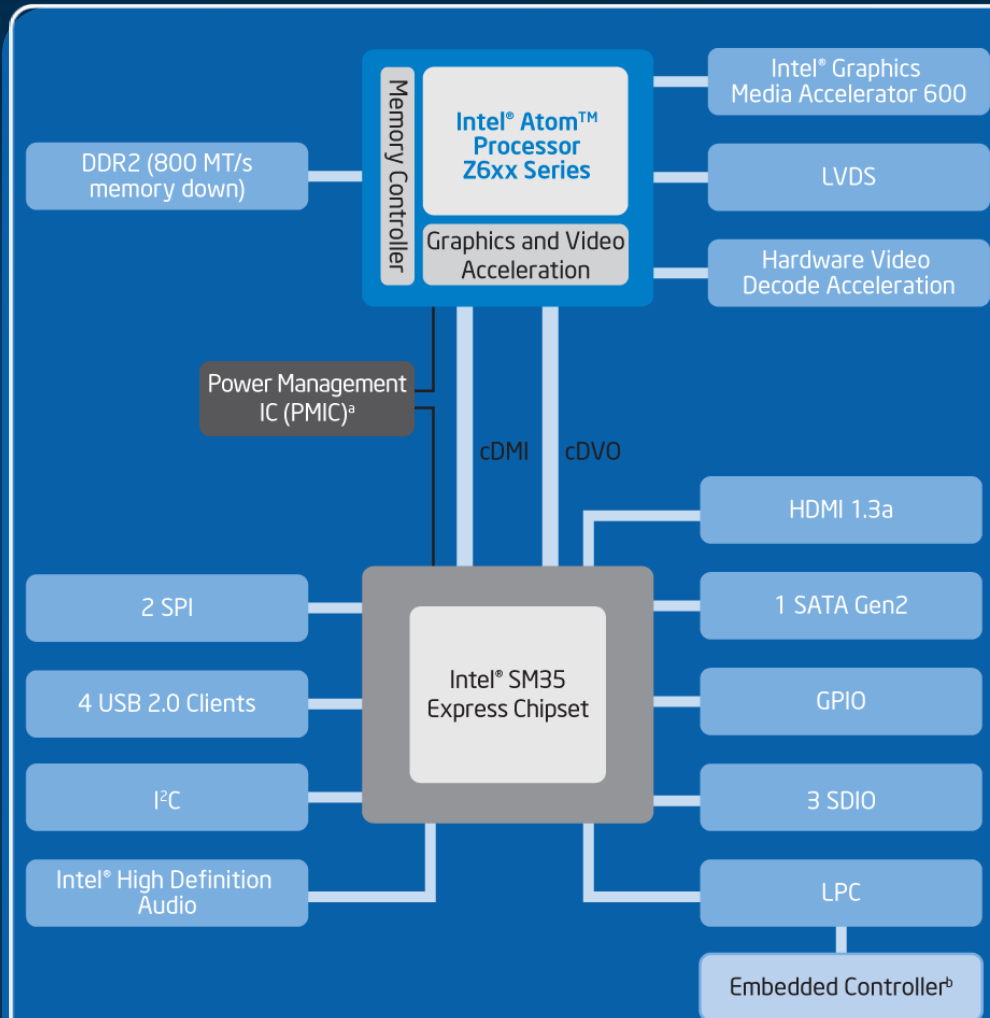 Intel® Graphics
Media Accelerator 600
Memory Controller
Intel® Atom™
Processor
Z6xx Series
DDR2 (800 MT/s
memory down)
LVDS
Graphics and Video
Acceleration
Hardware Video
Decode Acceleration
Power Management
IC (PMIC)ᵃ
cDMI
cDVO
HDMI 1.3a
2 SPI
1 SATA Gen2
Intel® SM35
Express Chipset
4 USB 2.0 Clients
GPIO
I²C
3 SDIO
Intel® High Definition
Audio
LPC
Embedded Controllerᵇ